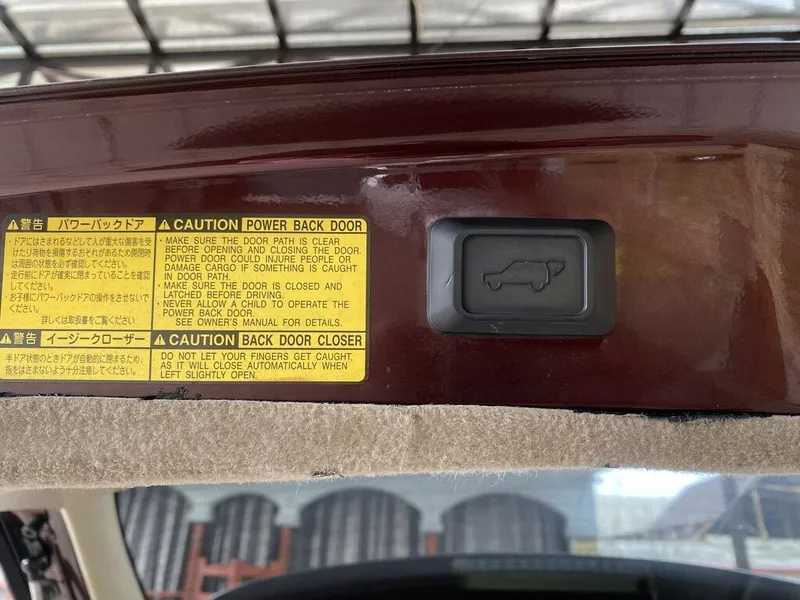 警告 パワーバックドア
・ドアにはさまれるなどして人が重大な傷害を受
けたり荷物を損傷するおそれがあるため開閉時
は周囲の状態を必ず確認してください。
・走行前にドアが確実に閉まっていることを確認
してください。
・お子様にパワーバックドアの操作をさせないで
ください。
詳しくは取扱書をご覧ください
警告 イージークローザー
半ドア状態のときドアが自動的に閉まるため、
指をはさまないよう十分注意してください。
CAUTION POWER BACK DOOR
・MAKE SURE THE DOOR PATH IS CLEAR
BEFORE OPENING AND CLOSING THE DOOR.
POWER DOOR COULD INJURE PEOPLE OR
DAMAGE CARGO IF SOMETHING IS CAUGHT
IN DOOR PATH.
・MAKE SURE THE DOOR IS CLOSED AND
LATCHED BEFORE DRIVING.
・NEVER ALLOW A CHILD TO OPERATE THE
POWER BACK DOOR.
SEE OWNER'S MANUAL FOR DETAILS.
CAUTION BACK DOOR CLOSER
DO NOT LET YOUR FINGERS GET CAUGHT,
AS IT WILL CLOSE AUTOMATICALLY WHEN
LEFT SLIGHTLY OPEN.